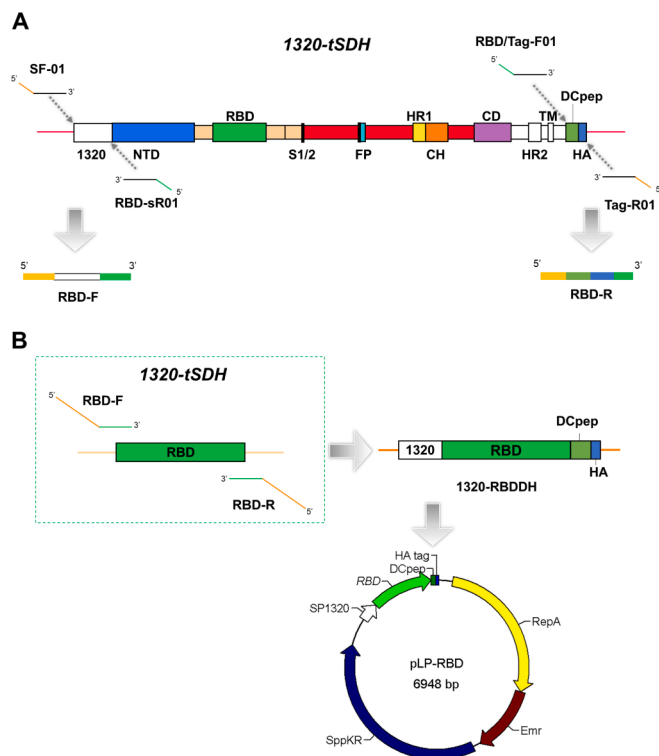 A
1320-tSDH
RBD/Tag-F01
SF-01
5'
3'
5'
3'
DCpep
RBD
HR1
CD
TM
1320
NTD
S1/2
FP
CH
HR2
HA
3'
5'
RBD-sR01
3'
5'
Tag-R01
5'
3'
RBD-F
5'
3'
RBD-R
B
1320-tSDH
5'
RBD-F
3'
RBD
3'
RBD-R
5'
DCpep
1320
RBD
HA
1320-RBDDH
HA tag
DCpep
RBD
SP1320
RepA
pLP-RBD
6948 bp
SppKR
Emr